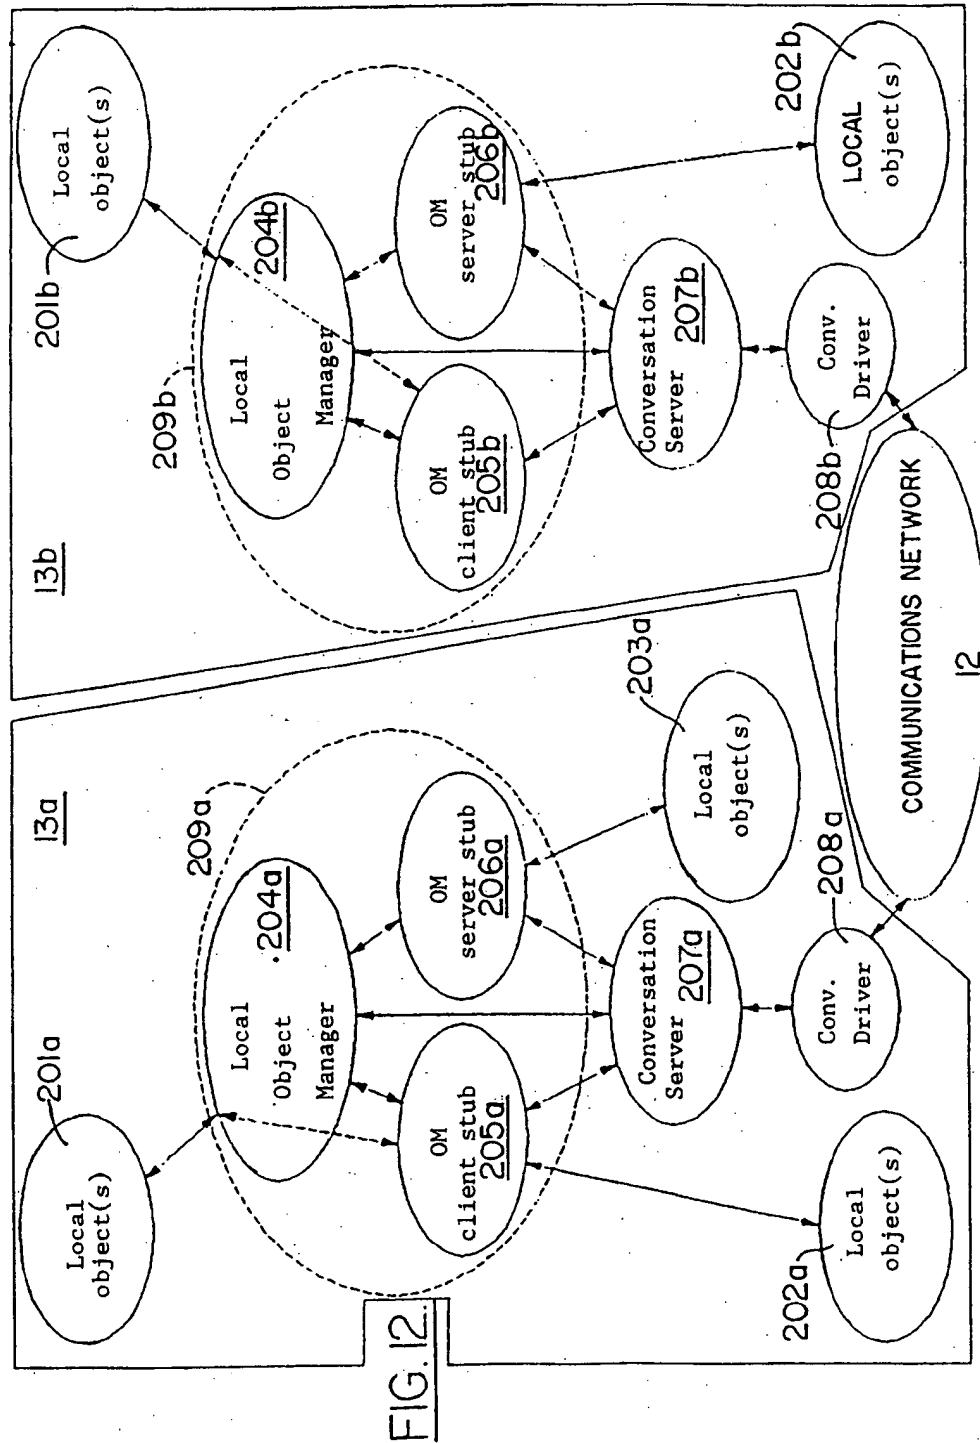 13a
201a
Local
object(s)
209a
Local
Object
Manager
204a
OM
client stub
205a
OM
server stub
206a
203a
Local
object(s)
Conversation
Server 207a
202a
Local
object(s)
Conv.
Driver
208a
13b
201b
Local
object(s)
209b
Local
Object
Manager
204b
OM
client stub
205b
OM
server stub
206b
Conversation
Server
207b
202b
LOCAL
object(s)
208b
Conv.
Driver
COMMUNICATIONS NETWORK
12
FIG. 12